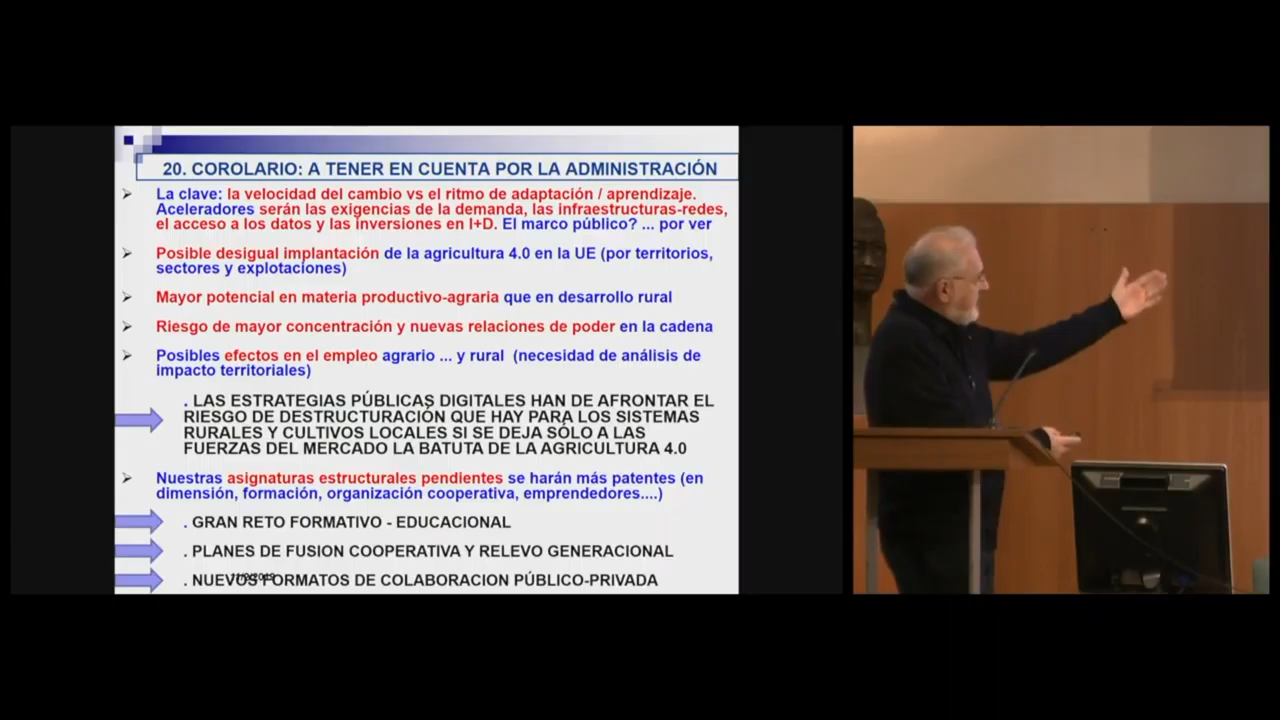 20. COROLARIO: A TENER EN CUENTA POR LA ADMINISTRACIÓN
La clave: la velocidad del cambio vs el ritmo de adaptación / aprendizaje.
Aceleradores serán las exigencias de la demanda, las infraestructuras-redes,
el acceso a los datos y las inversiones en I+D. El marco público? ... por ver
Posible desigual implantación de la agricultura 4.0 en la UE (por territorios,
sectores y explotaciones)
Mayor potencial en materia productivo-agraria que en desarrollo rural
Riesgo de mayor concentración y nuevas relaciones de poder en la cadena
Posibles efectos en el empleo agrario ... y rural (necesidad de análisis de
impacto territoriales)
. LAS ESTRATEGIAS PÚBLICAS DIGITALES HAN DE AFRONTAR EL
RIESGO DE DESTRUCTURACIÓN QUE HAY PARA LOS SISTEMAS
RURALES Y CULTIVOS LOCALES SI SE DEJA SÓLO A LAS
FUERZAS DEL MERCADO LA BATUTA DE LA AGRICULTURA 4.0
Nuestras asignaturas estructurales pendientes se harán más patentes (en
dimensión, formación, organización cooperativa, emprendedores....)
. GRAN RETO FORMATIVO - EDUCACIONAL
. PLANES DE FUSION COOPERATIVA Y RELEVO GENERACIONAL
. NUEVOS FORMATOS DE COLABORACION PÚBLICO-PRIVADA